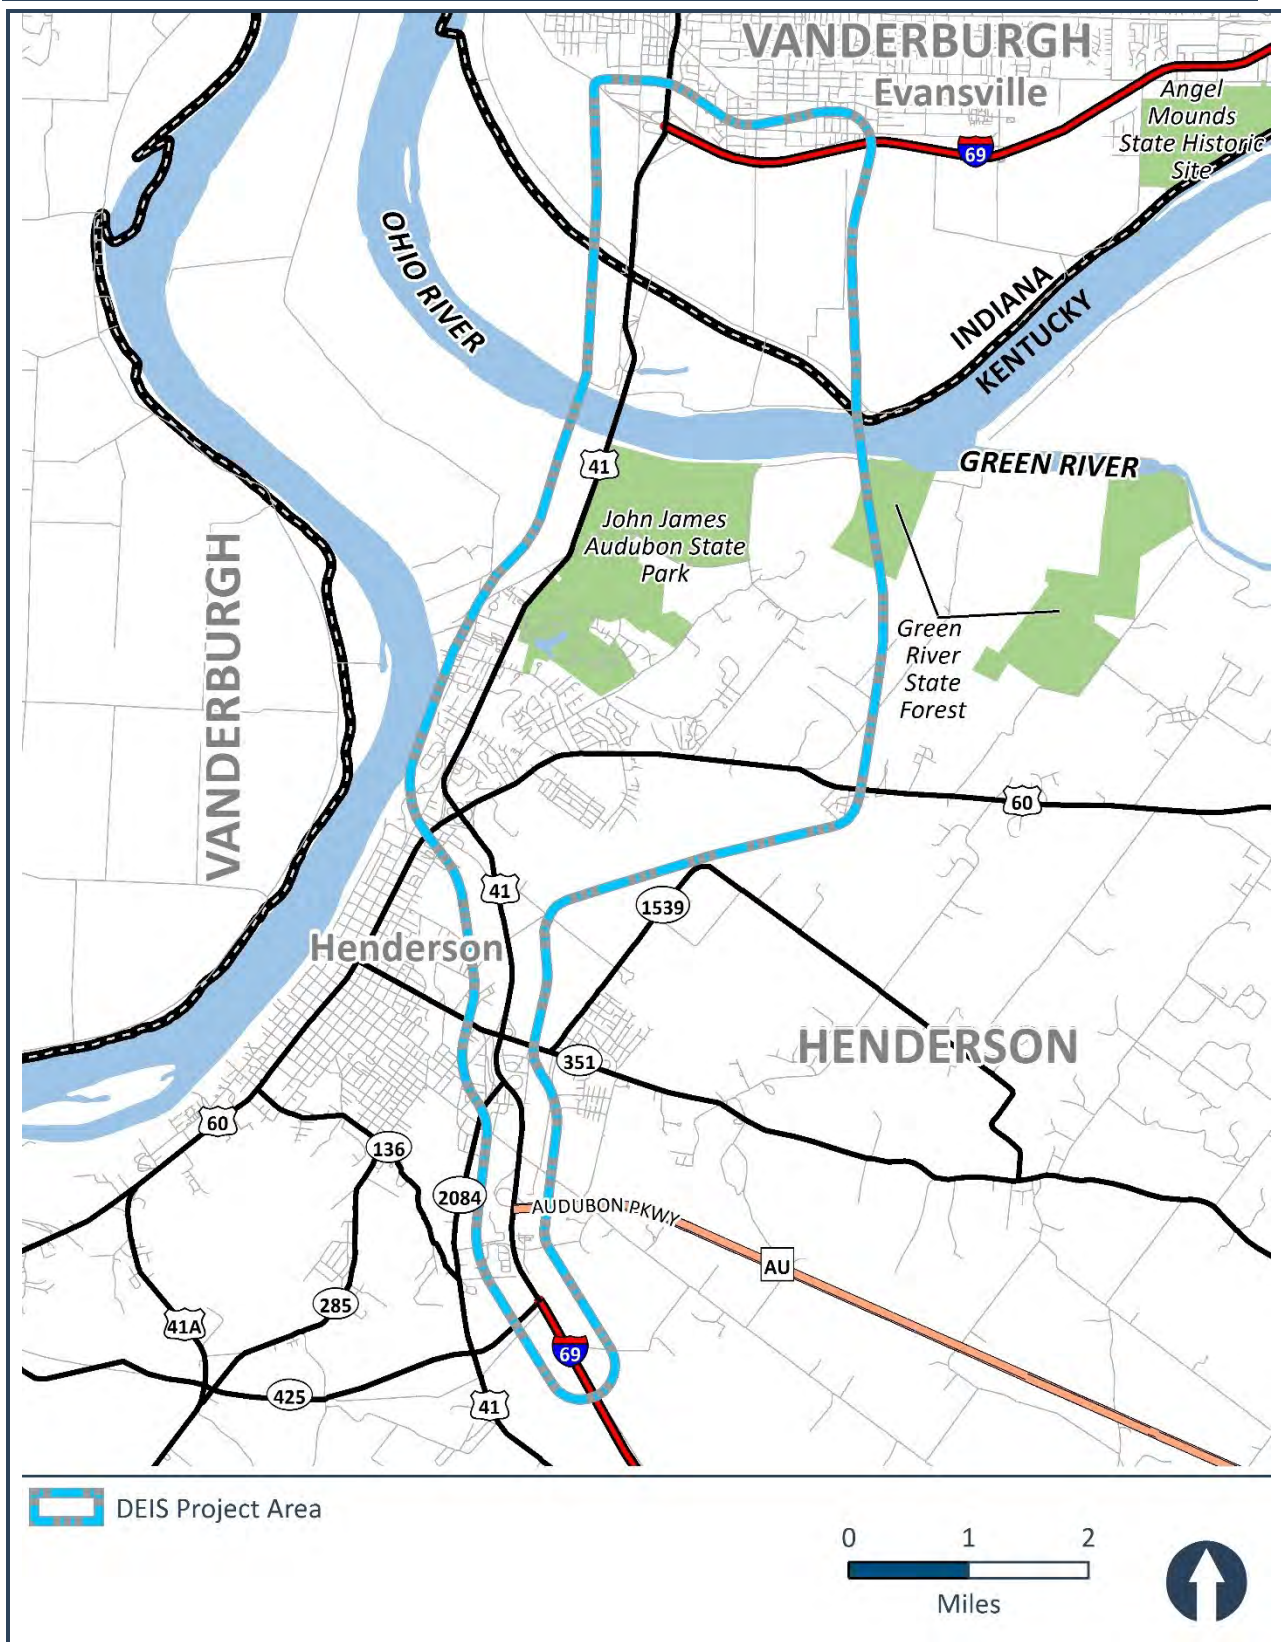 VANDERBURGH
Evansville
Angel
Mounds
State Historic
Site
69
OHIO RIVER
INDIANA
KENTUCKY
41
GREEN RIVER
John James
Audubon State
Park
Green
River
State
Forest
VANDERBURGH
60
41
1539
Henderson
HENDERSON
351
60
136
2084
AUDUBON PKWY
AU
285
41A
69
425
41
DEIS Project Area
0 1 2
Miles